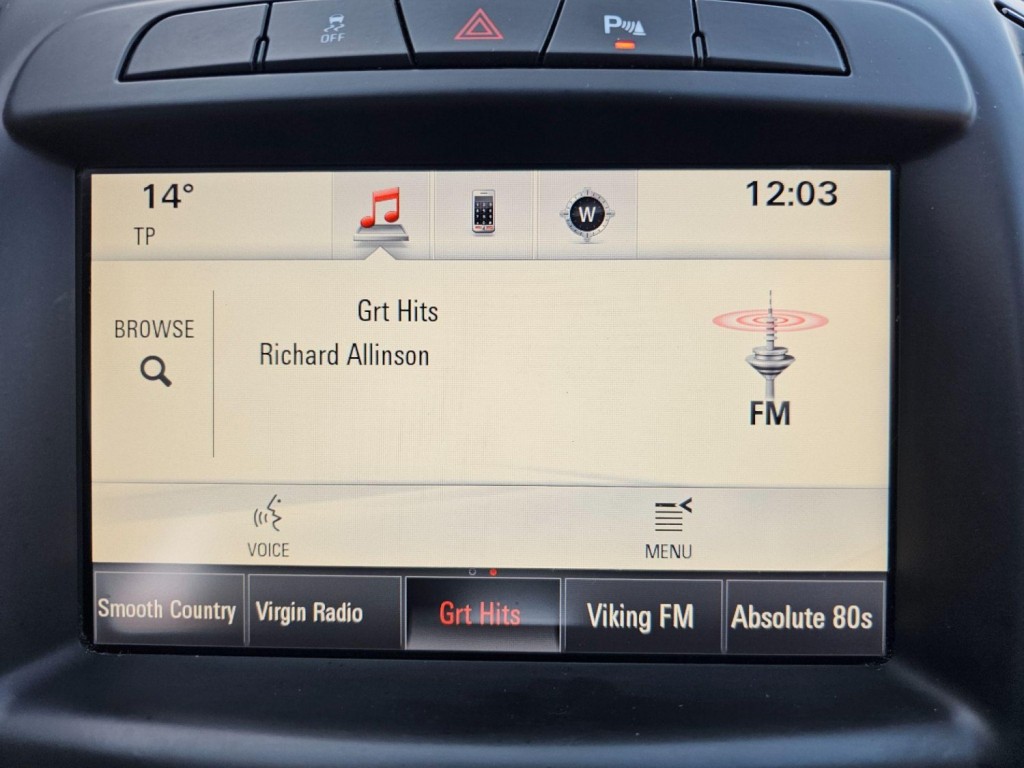 OFF
P
14°
12:03
TP
W
Grt Hits
BROWSE
Richard Allinson
FM
VOICE
MENU
Smooth Country
Virgin Radio
Grt Hits
Viking FM
Absolute 80s